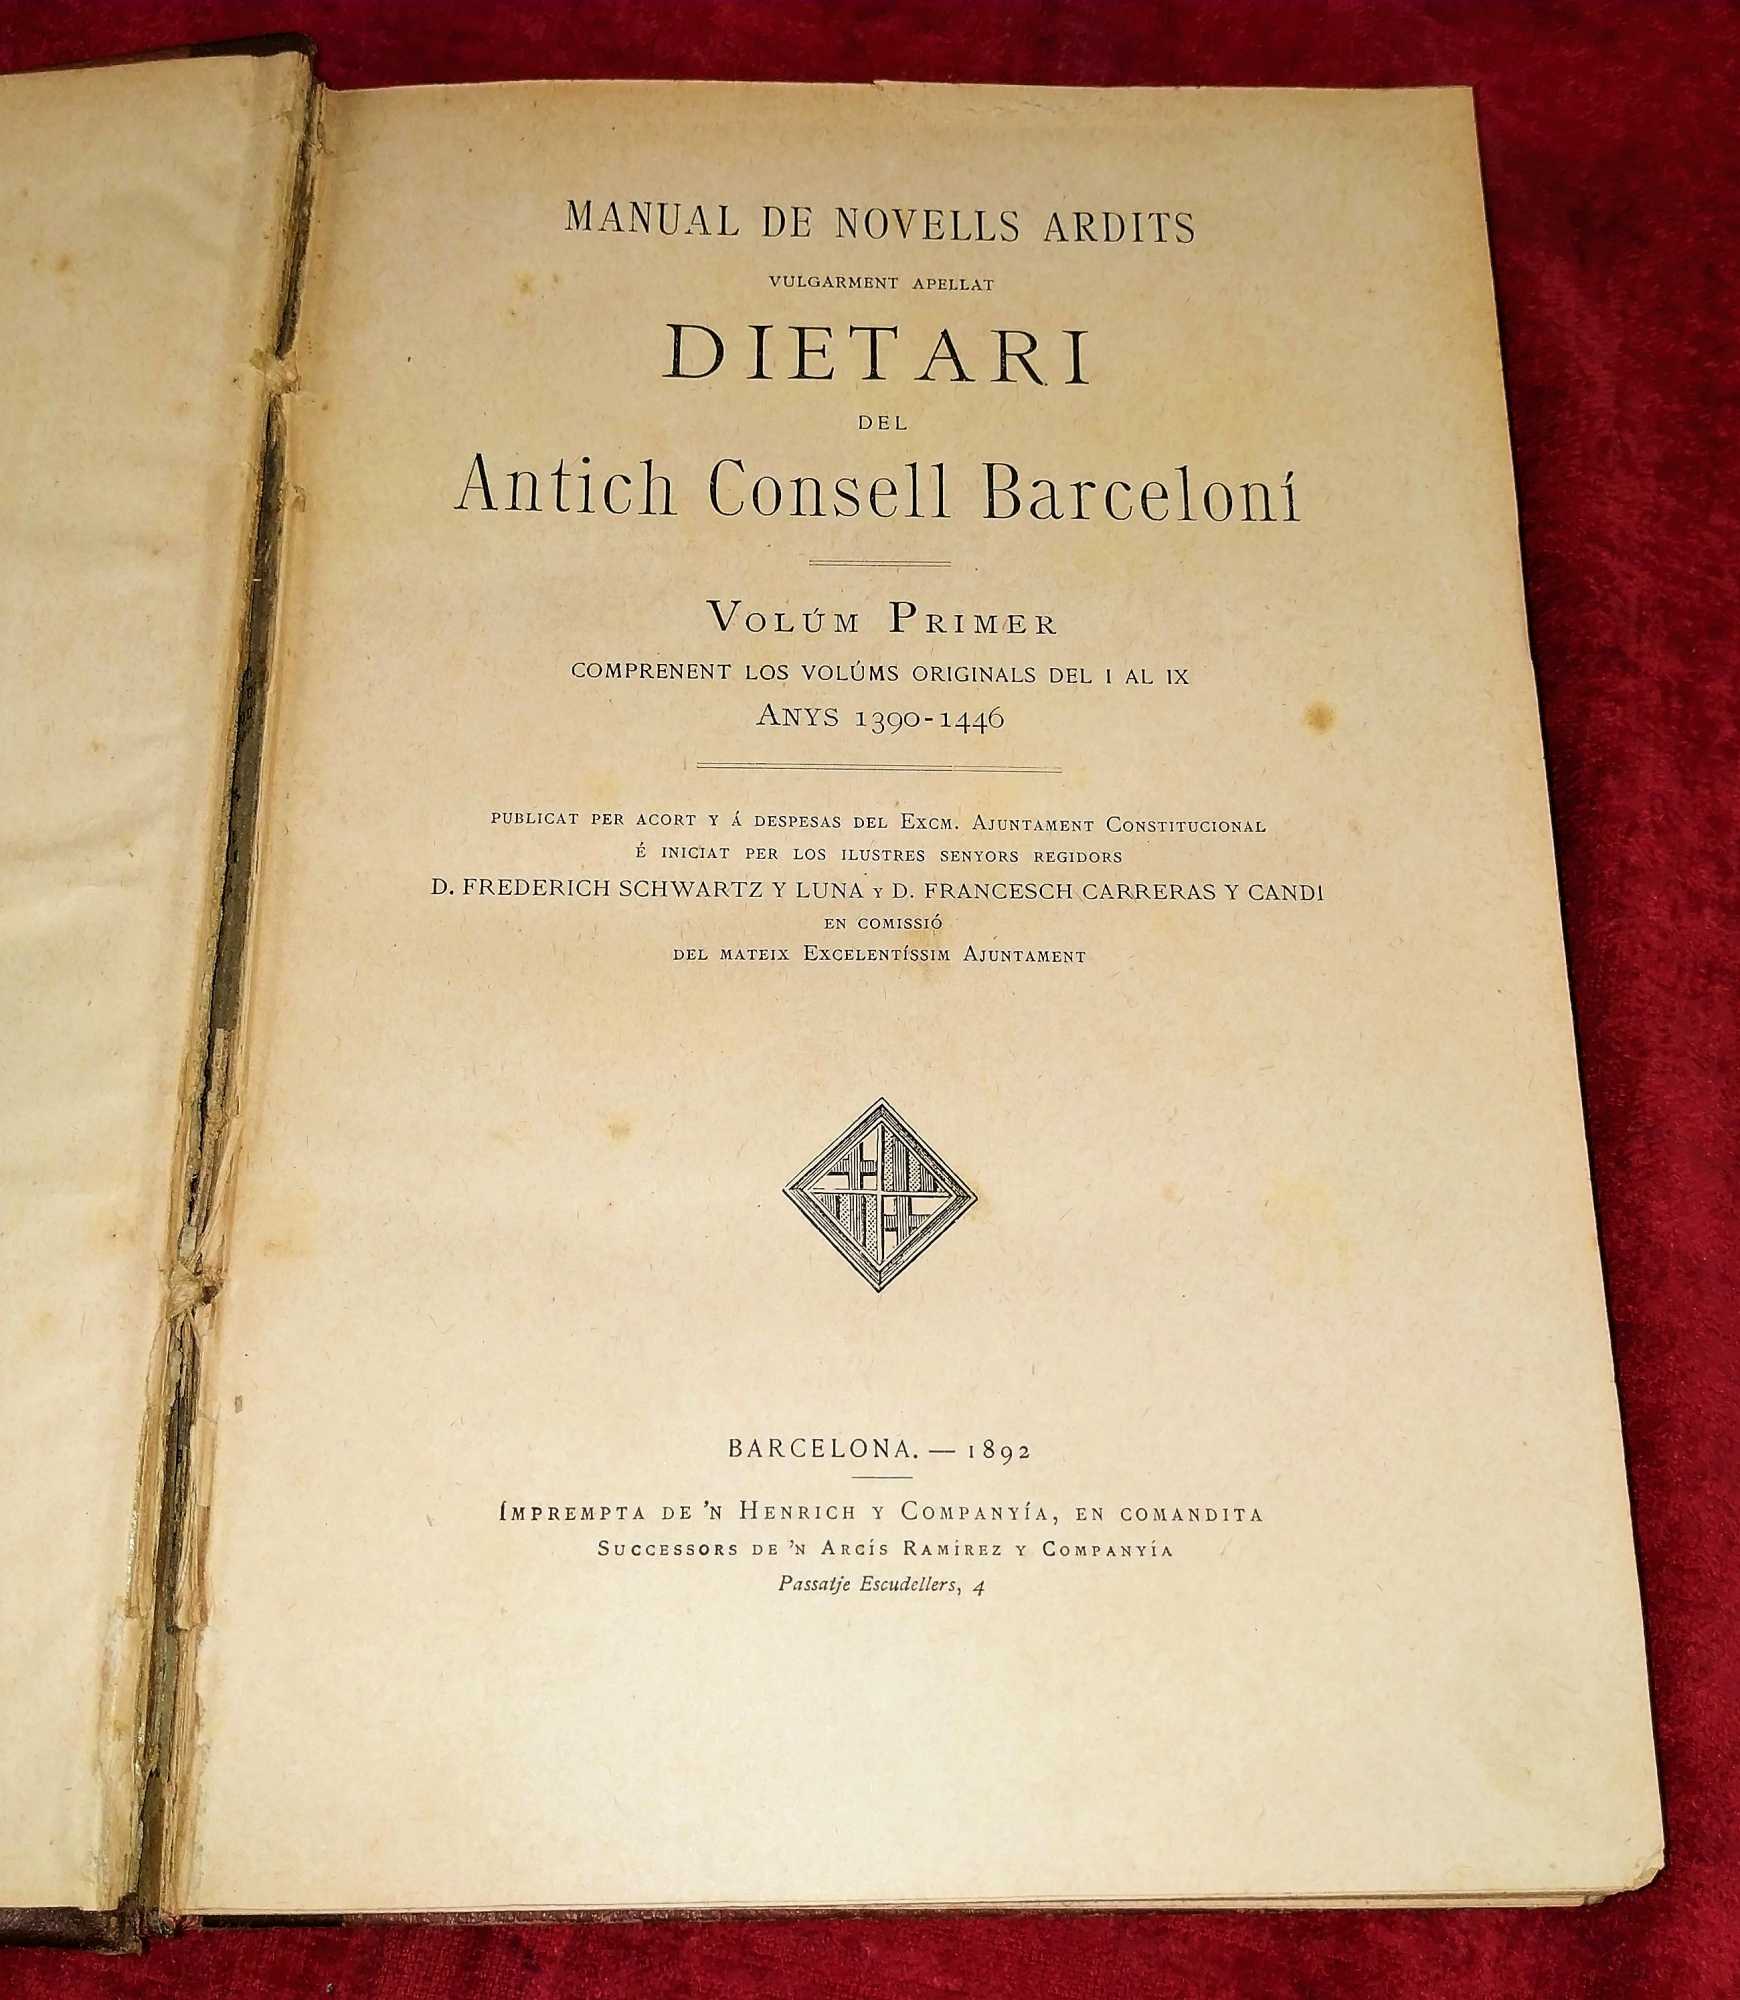 MANUAL DE NOVELLS ARDITS
VULGARMENT APELLAT
DIETARI
DEL
Antich Consell Barceloní
VOLÚM PRIMER
COMPRENENT LOS VOLÚMS ORIGINALS DEL I AL IX
ANYS 1390-1446
PUBLICAT PER ACORT Y Á DESPESAS DEL EXCM. AJUNTAMENT CONSTITUCIONAL
É INICIAT PER LOS ILUSTRES SENYORS REGIDORS
D. FREDERICH SCHWARTZ Y LUNA Y D. FRANCESCH CARRERAS Y CANDI
EN COMISSIÓ
DEL MATEIX EXCELENTÍSSIM AJUNTAMENT
BARCELONA. — 1892
ÍMPREMPTA DE 'N HENRICH Y COMPANYÍA, EN COMANDITA
SUCCESSORS DE 'N ARCÍS RAMÍREZ Y COMPANYÍA
Passatje Escudellers, 4